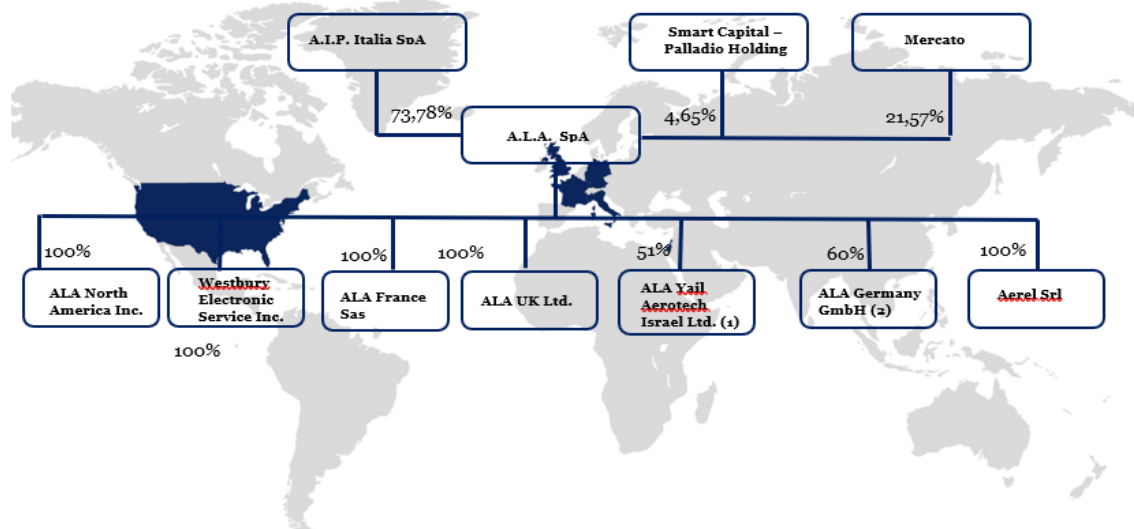 A.I.P. Italia SpA
Smart Capital –
Palladio Holding
Mercato
73,78%
4,65%
21,57%
A.L.A. SpA
100%
100%
100%
51%
60%
100%
ALA North
America Inc.
Westbury
Electronic
Service Inc.
ALA France
Sas
ALA UK Ltd.
ALA Yail
Aerotech
Israel Ltd. (1)
ALA Germany
GmbH (2)
Aerel Srl
100%